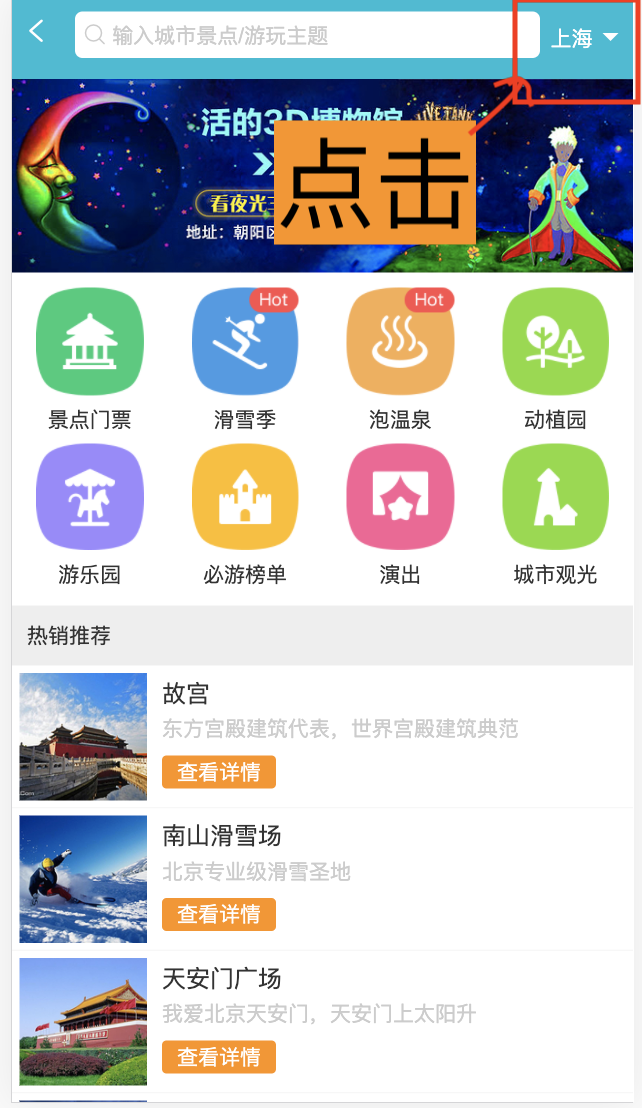 输入城市景点/游玩主题
上海
活的3D博物馆
点击
看夜光
地址：朝阳区
Hot
Hot
景点门票
滑雪季
泡温泉
动植园
游乐园
必游榜单
演出
城市观光
热销推荐
故宫
东方宫殿建筑代表，世界宫殿建筑典范
查看详情
南山滑雪场
北京专业级滑雪圣地
查看详情
天安门广场
我爱北京天安门，天安门上太阳升
查看详情